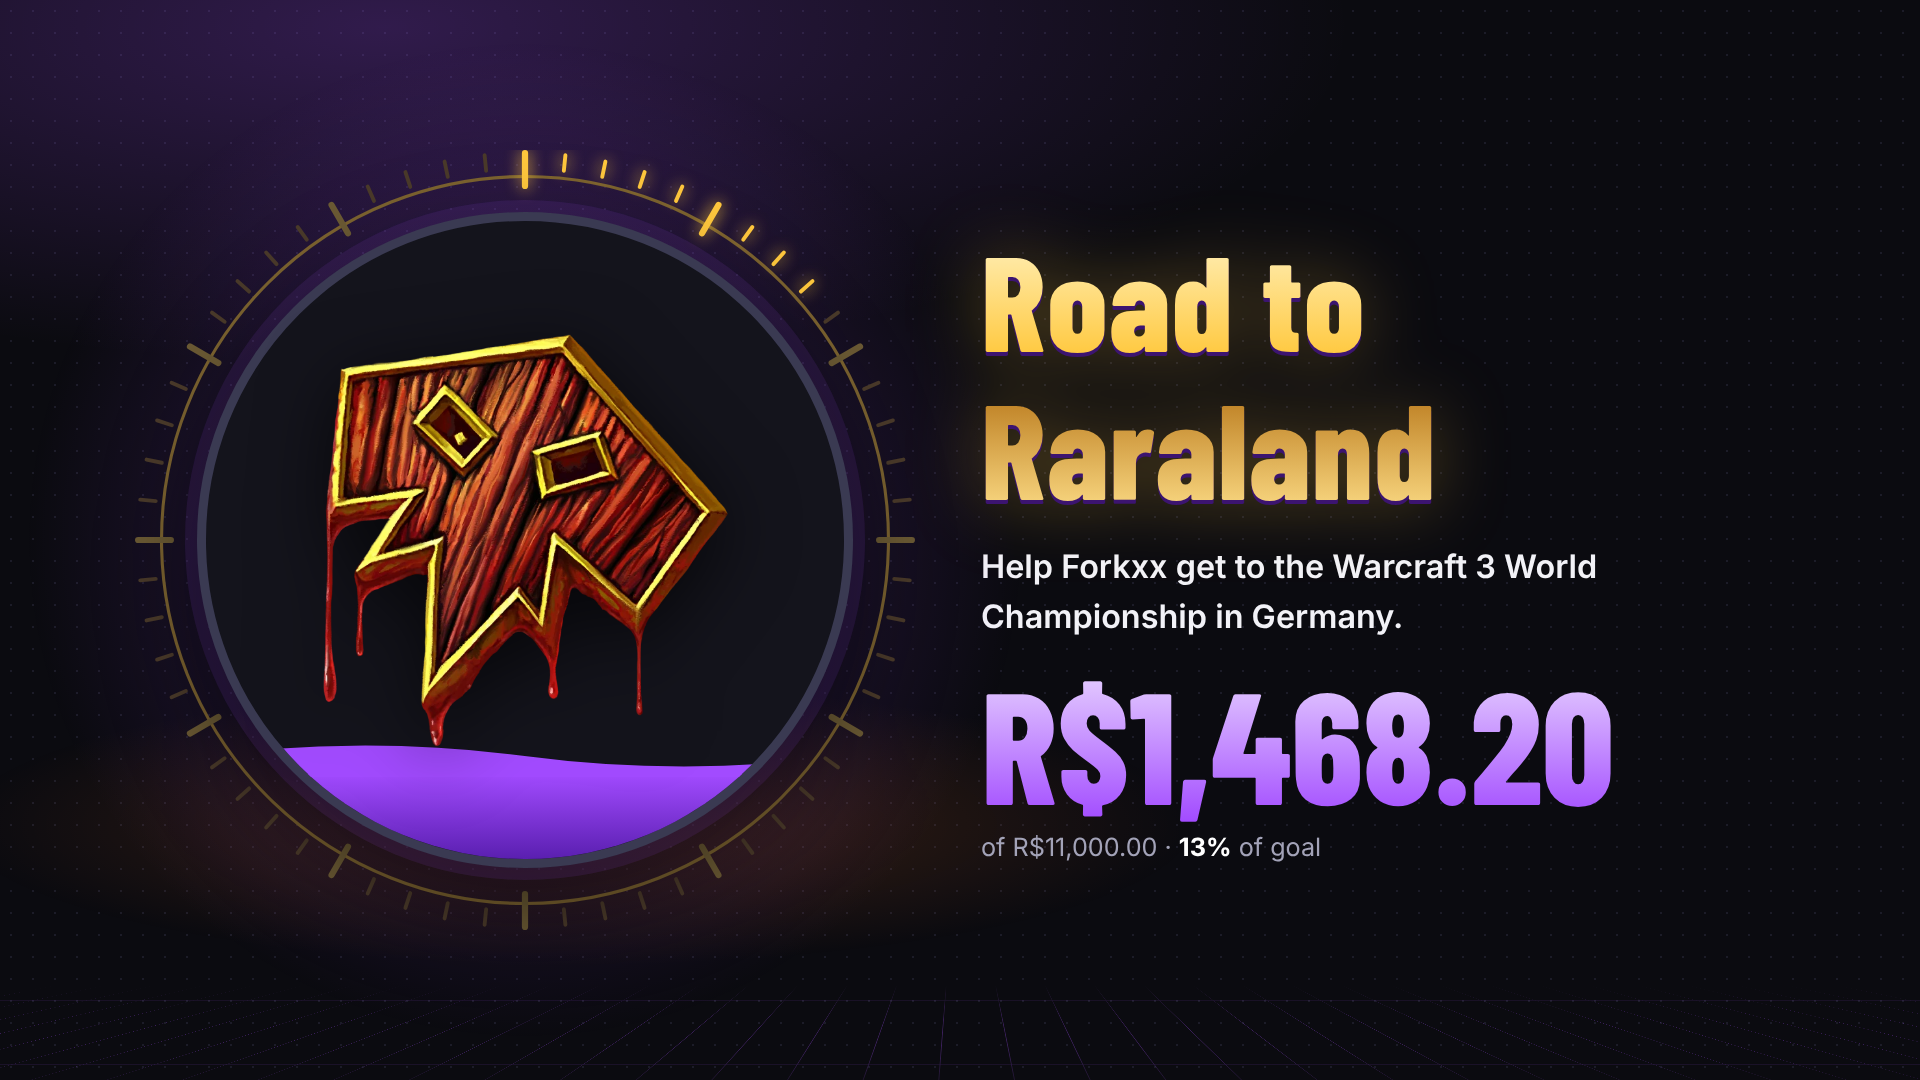 Road to
Raraland
Help Forkxx get to the Warcraft 3 World
Championship in Germany.
R$1,468.20
of R$11,000.00 · 13% of goal